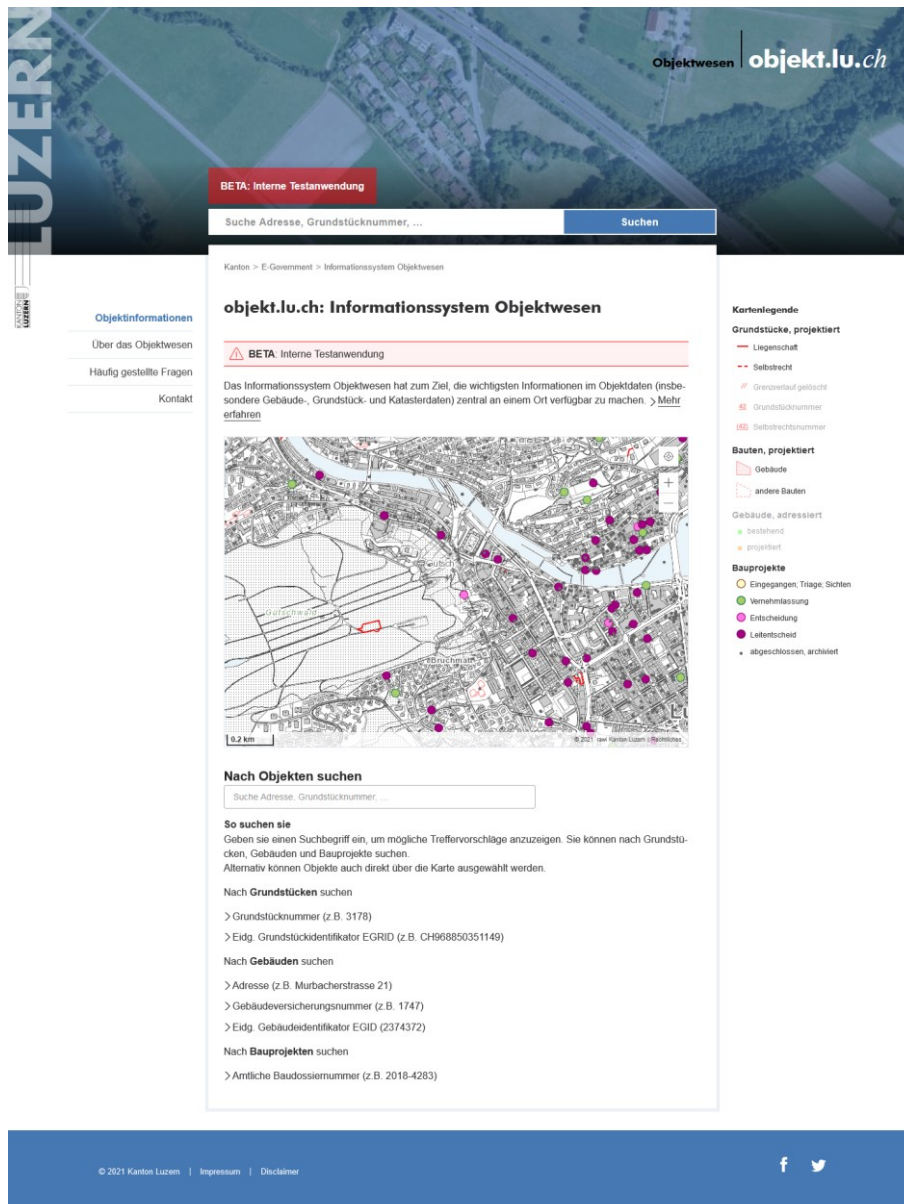 LUZERN
Objektwesen objekt.lu.ch
BETA: Interne Testanwendung
Suche Adresse, Grundstücknummer, ...
Suchen
KANTON LUZERN
Kanton > E-Government > Informationssystem Objektwesen
objekt.lu.ch: Informationssystem Objektwesen
Objektinformationen
Über das Objektwesen
Häufig gestellte Fragen
Kontakt
BETA: Interne Testanwendung
Das Informationssystem Objektwesen hat zum Ziel, die wichtigsten Informationen im Objektdaten (insbe-
sondere Gebäude-, Grundstück- und Katasterdaten) zentral an einem Ort verfügbar zu machen. > Mehr
erfahren
Gütsch
Gütschwald
Bruchmatt
0.2 km
© 2021 rawi Kanton Luzern | Rechtliches
Kartenlegende
Grundstücke, projektiert
Liegenschaft
Selbstrecht
Grenzverlauf gelöscht
42 Grundstücknummer
Selbstrechtsnummer
Bauten, projektiert
Gebäude
andere Bauten
Gebäude, adressiert
bestehend
projektiert
Bauprojekte
Eingegangen; Triage; Sichten
Vernehmlassung
Entscheidung
Leitentscheid
abgeschlossen, archiviert
Nach Objekten suchen
Suche Adresse, Grundstücknummer, ...
So suchen sie
Geben sie einen Suchbegriff ein, um mögliche Treffervorschläge anzuzeigen. Sie können nach Grundstü-
cken, Gebäuden und Bauprojekte suchen.
Alternativ können Objekte auch direkt über die Karte ausgewählt werden.
Nach Grundstücken suchen
> Grundstücknummer (z.B. 3178)
> Eidg. Grundstückidentifikator EGRID (z.B. CH968850351149)
Nach Gebäuden suchen
> Adresse (z.B. Murbacherstrasse 21)
> Gebäudeversicherungsnummer (z.B. 1747)
> Eidg. Gebäudeidentifikator EGID (2374372)
Nach Bauprojekten suchen
> Amtliche Baudossiernummer (z.B. 2018-4283)
© 2021 Kanton Luzern | Impressum | Disclaimer